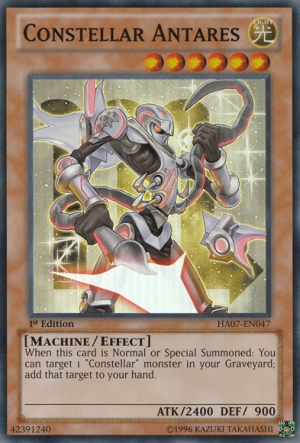 CONSTELLAR ANTARES
LIGHT
光
1st Edition
HA07-EN047
[MACHINE/EFFECT]
When this card is Normal or Special Summoned: You
can target 1 "Constellar" monster in your Graveyard;
add that target to your hand.
ATK/2400 DEF/ 900
42391240
©1996 KAZUKI TAKAHASHI